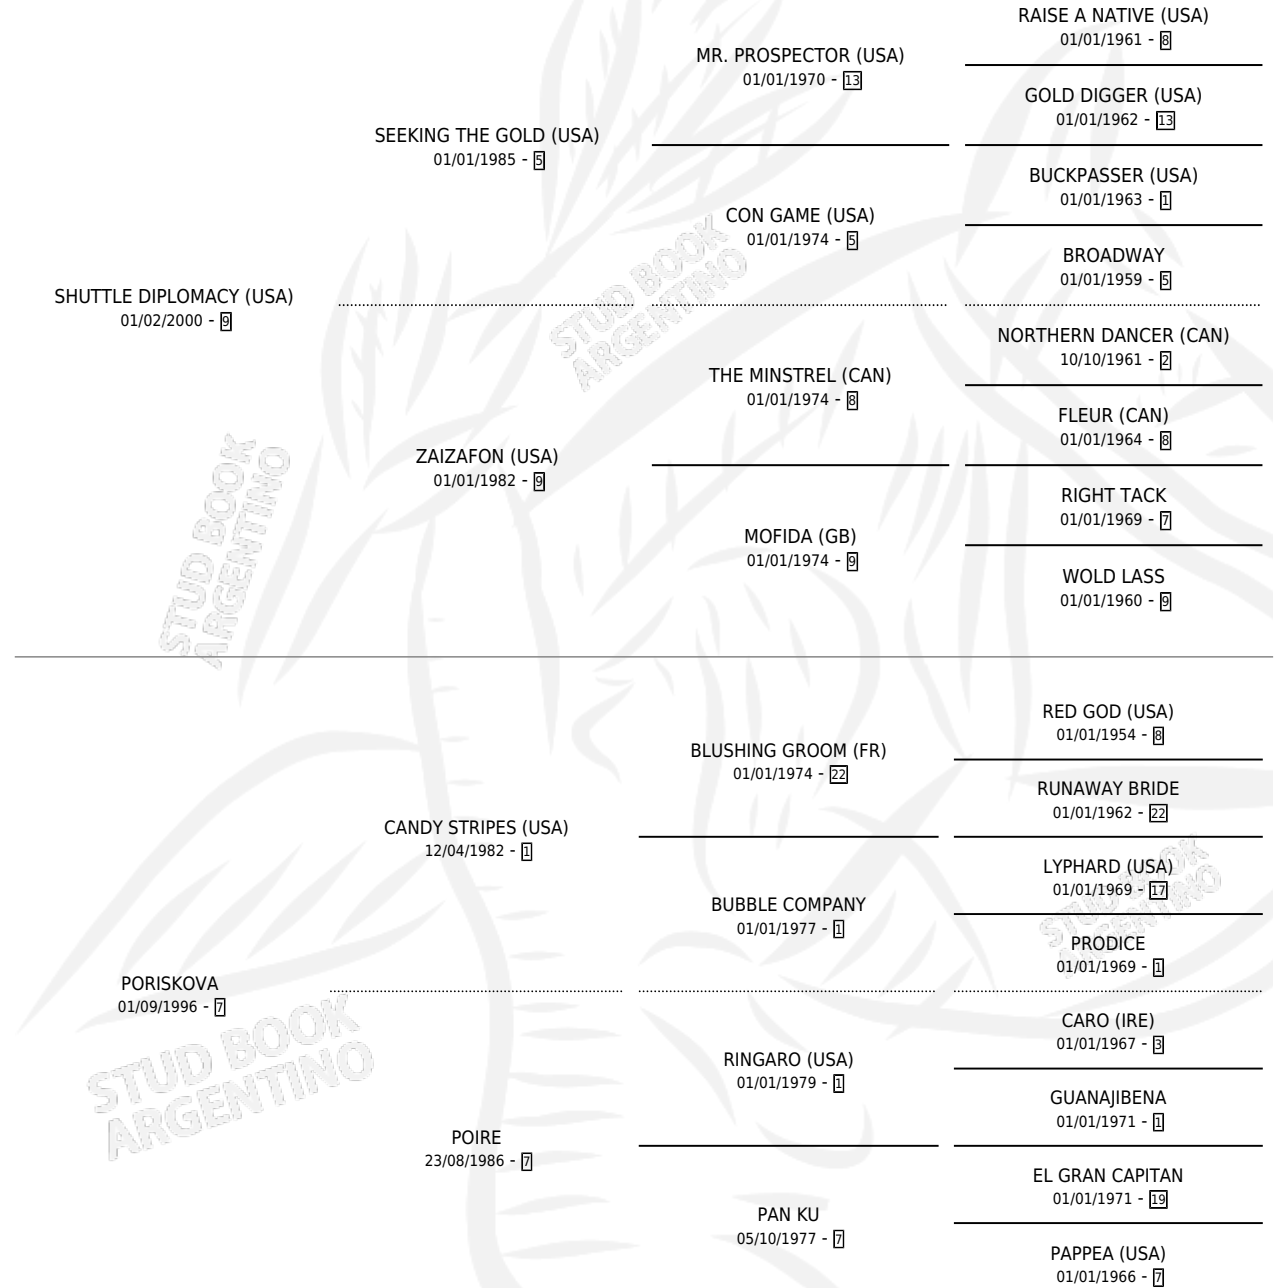 RAISE A NATIVE (USA)
01/01/1961 - 8
MR. PROSPECTOR (USA)
01/01/1970 - 13
GOLD DIGGER (USA)
01/01/1962 - 13
SEEKING THE GOLD (USA)
01/01/1985 - 5
BUCKPASSER (USA)
01/01/1963 - 1
CON GAME (USA)
01/01/1974 - 5
BROADWAY
01/01/1959 - 5
SHUTTLE DIPLOMACY (USA)
01/02/2000 - 9
NORTHERN DANCER (CAN)
10/10/1961 - 2
THE MINSTREL (CAN)
01/01/1974 - 8
FLEUR (CAN)
01/01/1964 - 8
ZAIZAFON (USA)
01/01/1982 - 9
RIGHT TACK
01/01/1969 - 7
MOFIDA (GB)
01/01/1974 - 9
WOLD LASS
01/01/1960 - 9
RED GOD (USA)
01/01/1954 - 8
BLUSHING GROOM (FR)
01/01/1974 - 22
RUNAWAY BRIDE
01/01/1962 - 22
CANDY STRIPES (USA)
12/04/1982 - 1
LYPHARD (USA)
01/01/1969 - 17
BUBBLE COMPANY
01/01/1977 - 1
PRODICE
01/01/1969 - 1
PORISKOVA
01/09/1996 - 7
CARO (IRE)
01/01/1967 - 3
RINGARO (USA)
01/01/1979 - 1
GUANAJIBENA
01/01/1971 - 1
POIRE
23/08/1986 - 7
EL GRAN CAPITAN
01/01/1971 - 19
PAN KU
05/10/1977 - 7
PAPPEA (USA)
01/01/1966 - 7
STUD BOOK
ARGENTINO
STUD BOOK
ARGENTINO
STUD BOOK
ARGENTINO
STUD BOOK
ARGENTINO